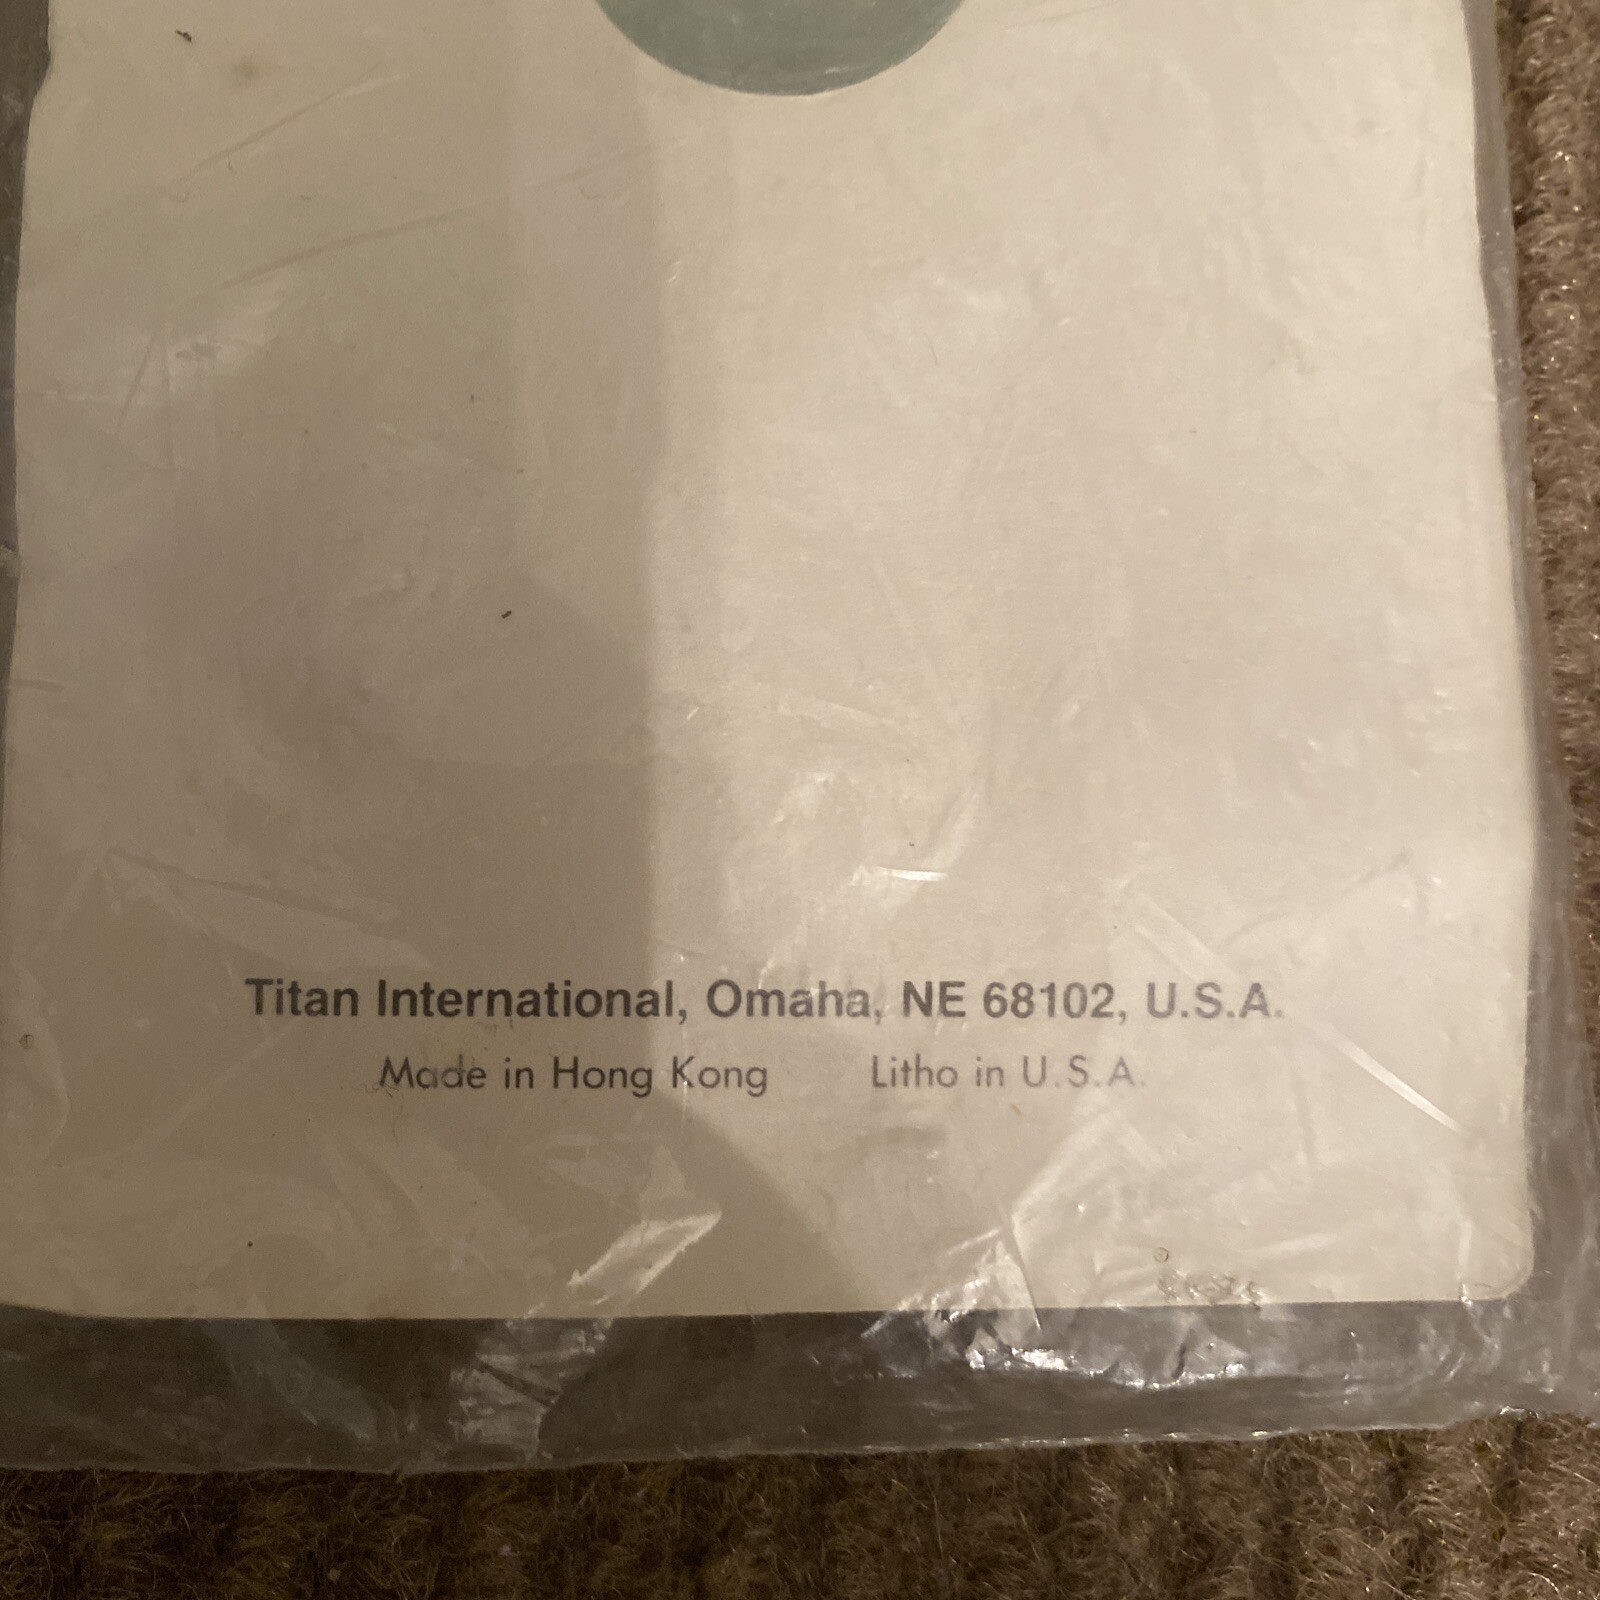 Titan International, Omaha, NE 68102, U.S.A.
Made in Hong Kong Litho in U.S.A.